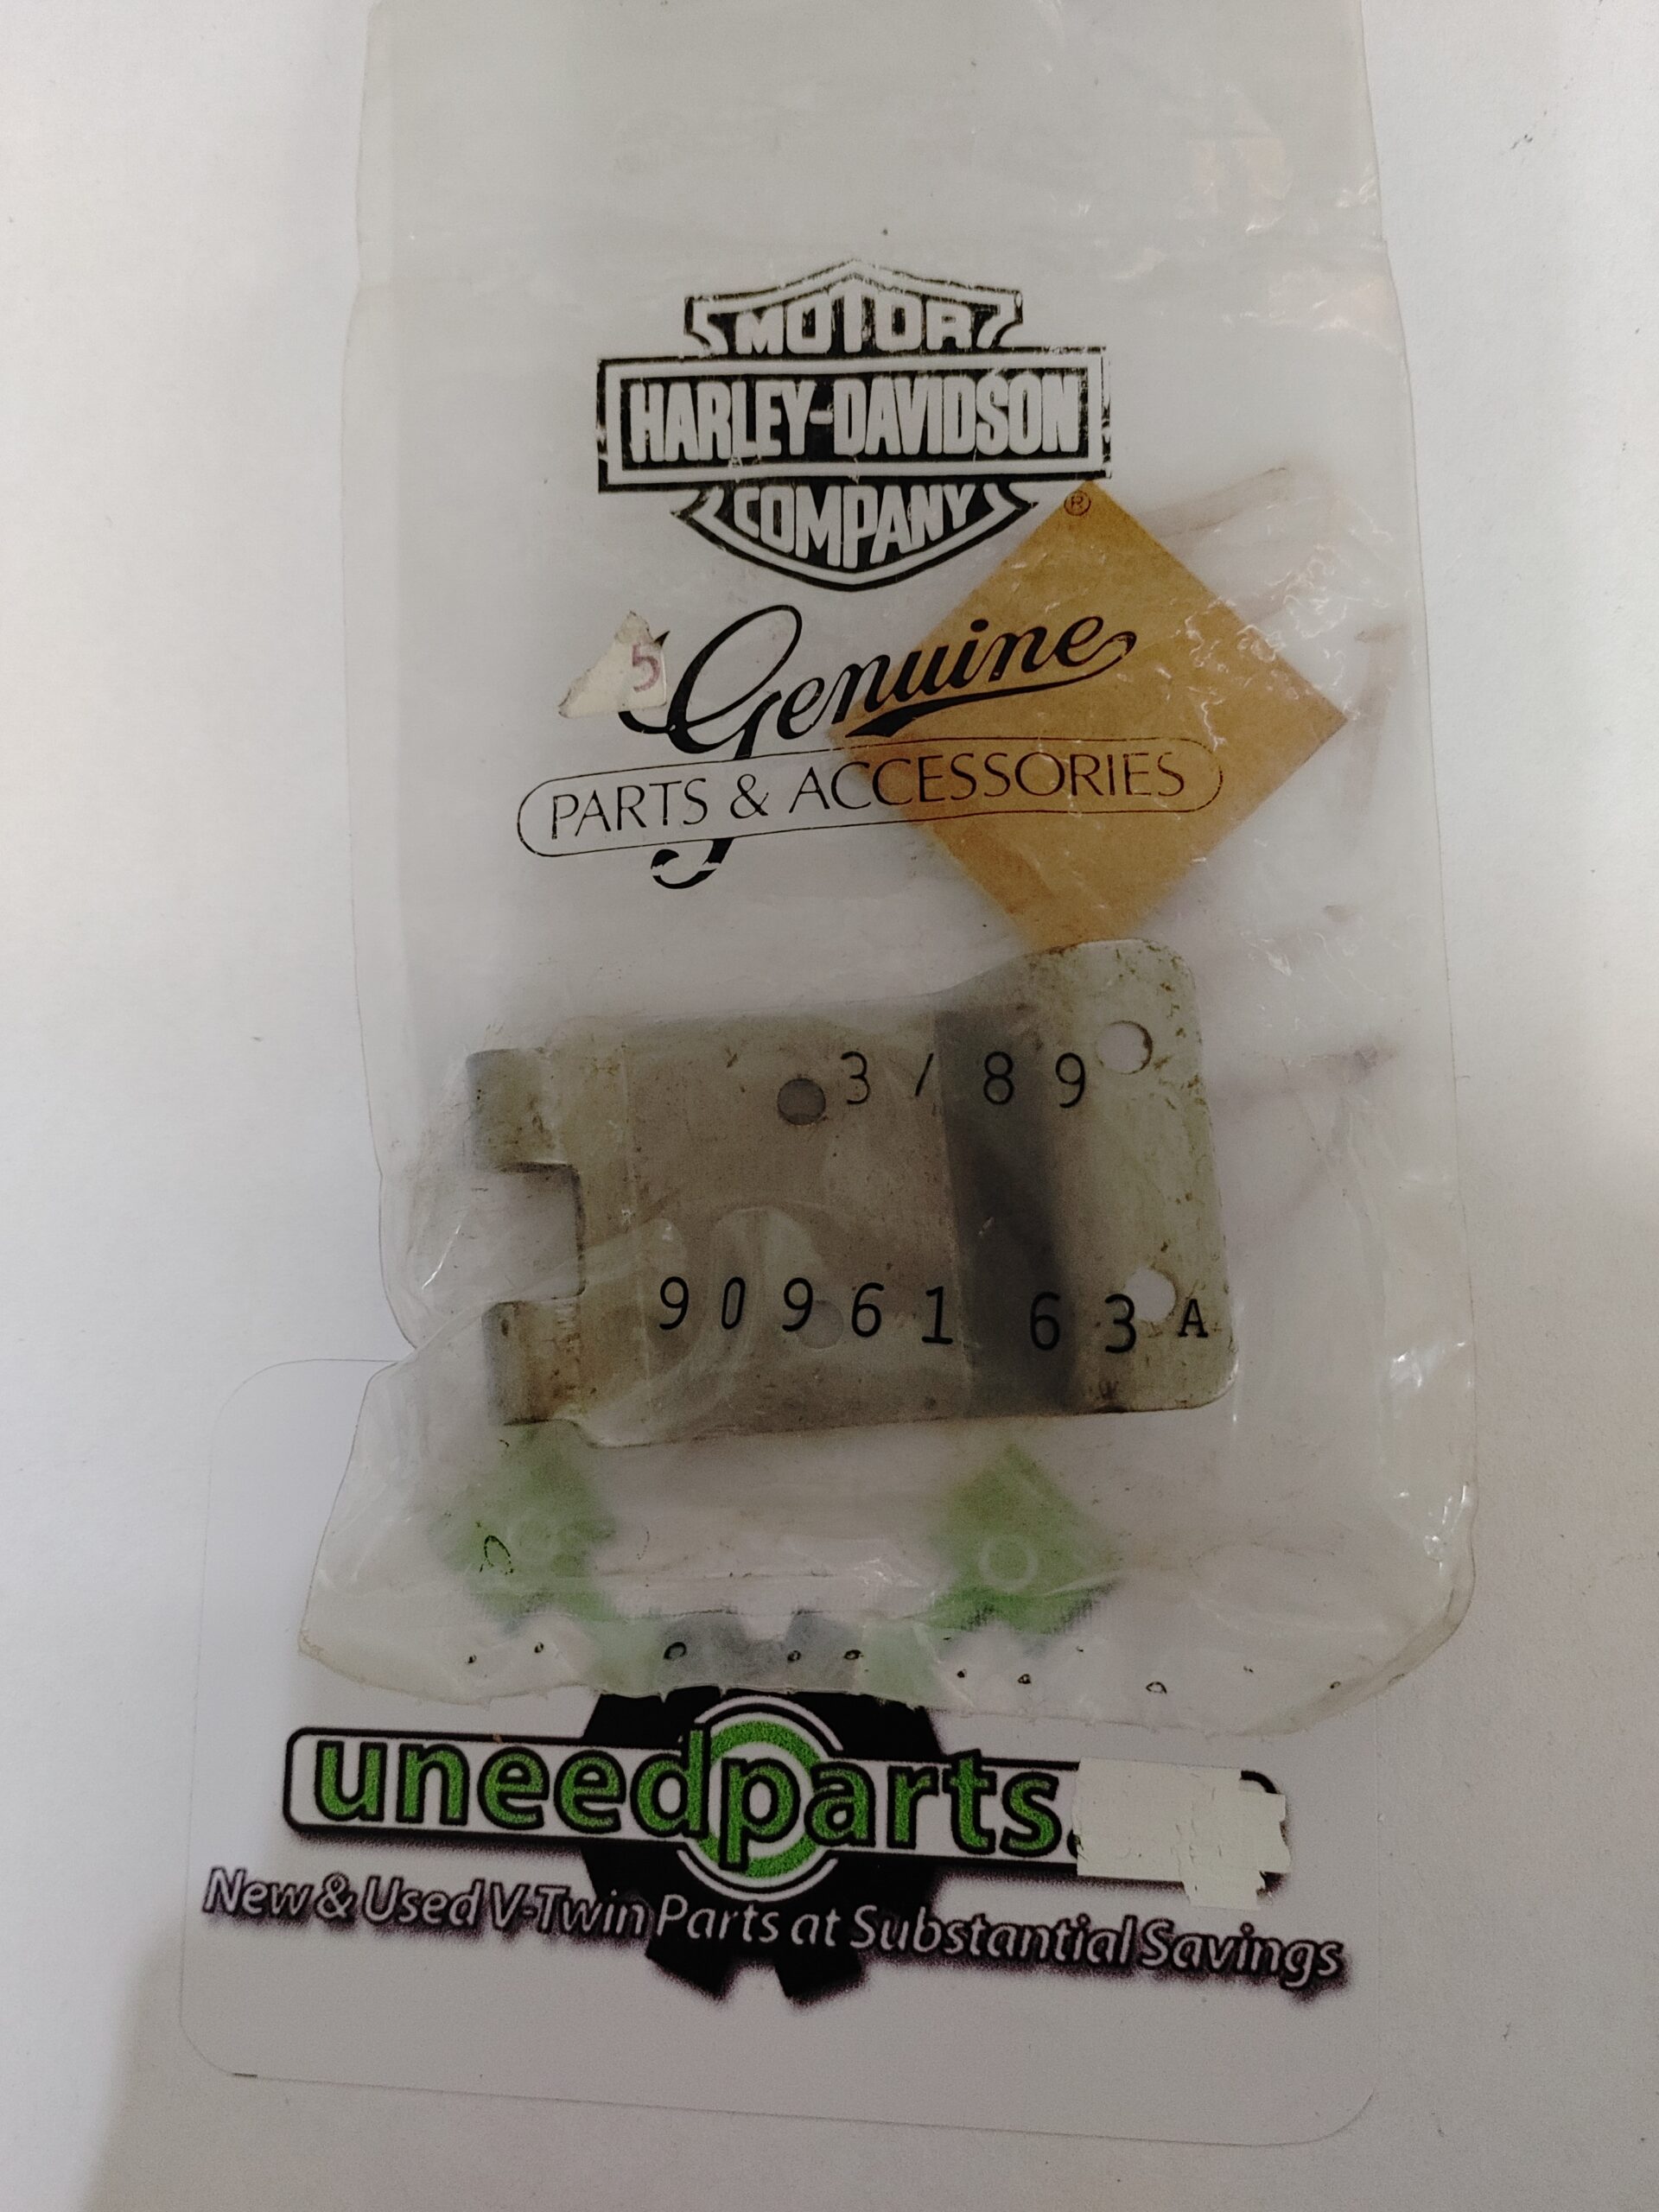 MOTOR
HARLEY-DAVIDSON
COMPANY
®
5
Genuine
PARTS & ACCESSORIES
3/89
90961 63A
uneedparts.
New & Used V-Twin Parts at Substantial Savings